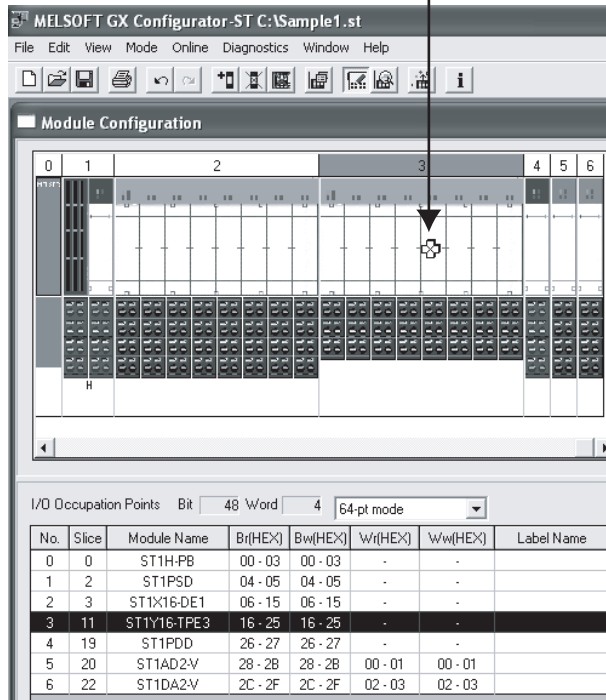 MELSOFT GX Configurator-ST C:\Sample1.st
File Edit View Mode Online Diagnostics Window Help
Module Configuration
0 1 2 3 4 5 6
H
I/O Occupation Points Bit 48 Word 4 64-pt mode
No. Slice Module Name Br(HEX) Bw(HEX) Wr(HEX) Ww(HEX) Label Name
0 0 ST1H-PB 00 - 03 00 - 03 - -
1 2 ST1PSD 04 - 05 04 - 05 - -
2 3 ST1X16-DE1 06 - 15 06 - 15 - -
3 11 ST1Y16-TPE3 16 - 25 16 - 25 - -
4 19 ST1PDD 26 - 27 26 - 27 - -
5 20 ST1AD2-V 28 - 2B 28 - 2B 00 - 01 00 - 01
6 22 ST1DA2-V 2C - 2F 2C - 2F 02 - 03 02 - 03